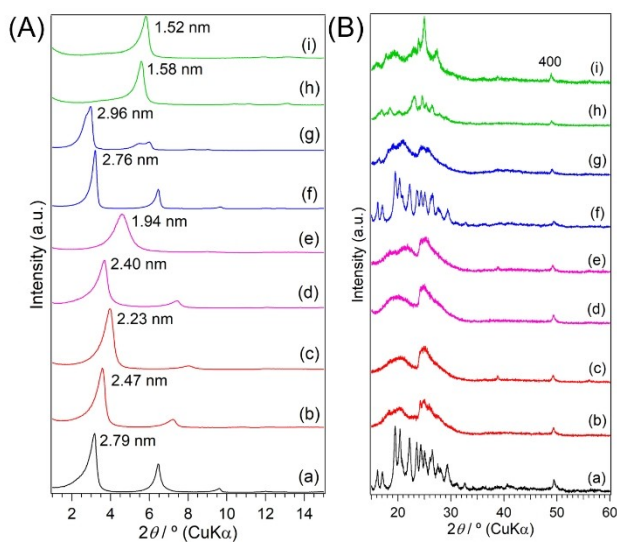 (A)
1.52 nm
(i)
1.58 nm
(h)
2.96 nm
(g)
2.76 nm
(f)
1.94 nm
(e)
2.40 nm
(d)
2.23 nm
(c)
2.47 nm
(b)
2.79 nm
(a)
Intensity (a.u.)
2 4 6 8 10 12 14
2θ / º (CuKα)
(B)
400
(i)
(h)
(g)
(f)
(e)
(d)
(c)
(b)
(a)
Intensity (a.u.)
20 30 40 50 60
2θ / º (CuKα)